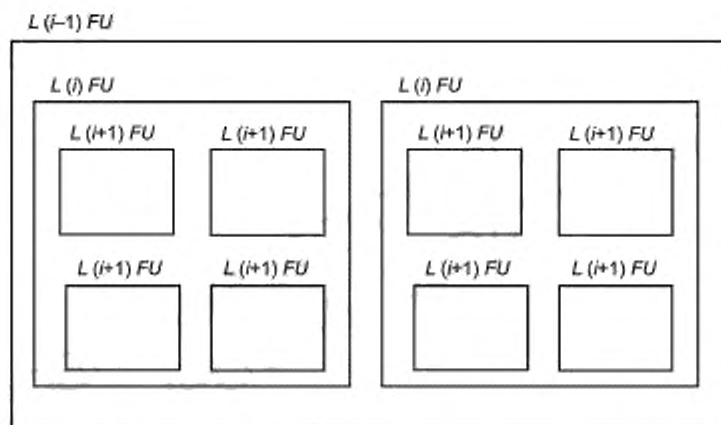 L (i–1) FU
L (i) FU L (i) FU
L (i+1) FU L (i+1) FU L (i+1) FU L (i+1) FU
L (i+1) FU L (i+1) FU L (i+1) FU L (i+1) FU